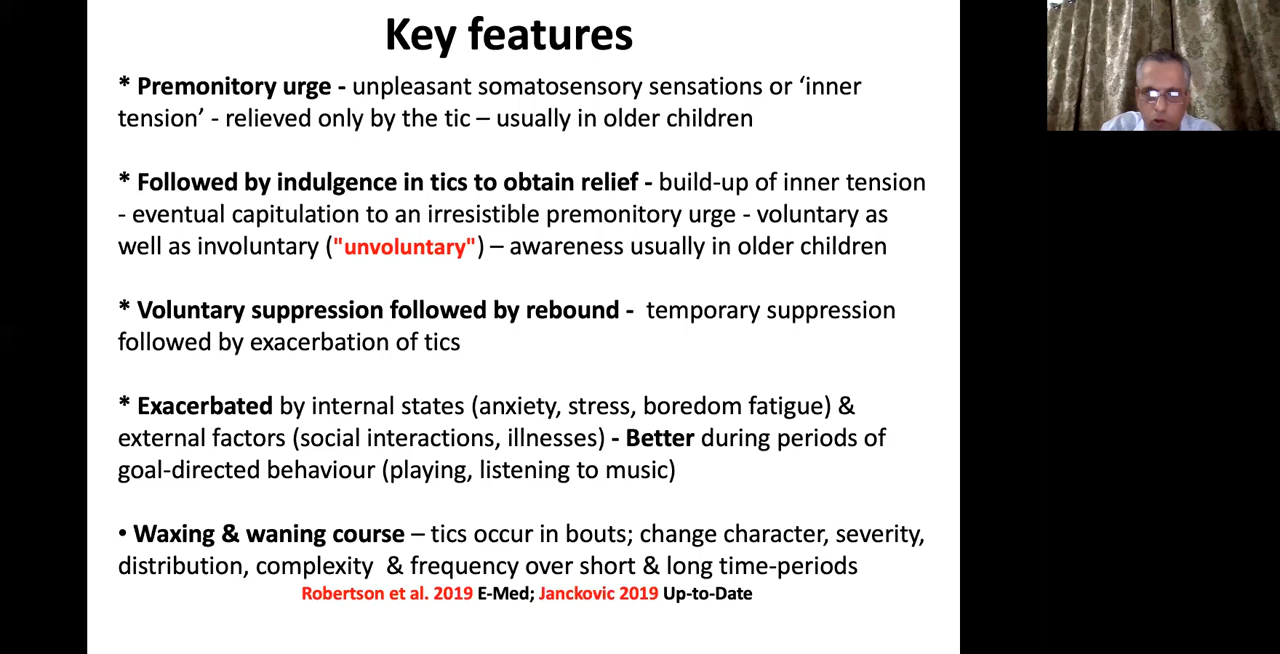 Key features
* Premonitory urge - unpleasant somatosensory sensations or ‘inner
tension’ - relieved only by the tic – usually in older children
* Followed by indulgence in tics to obtain relief - build-up of inner tension
- eventual capitulation to an irresistible premonitory urge - voluntary as
well as involuntary ("unvoluntary") – awareness usually in older children
* Voluntary suppression followed by rebound - temporary suppression
followed by exacerbation of tics
* Exacerbated by internal states (anxiety, stress, boredom fatigue) &
external factors (social interactions, illnesses) - Better during periods of
goal-directed behaviour (playing, listening to music)
• Waxing & waning course – tics occur in bouts; change character, severity,
distribution, complexity & frequency over short & long time-periods
Robertson et al. 2019 E-Med; Janckovic 2019 Up-to-Date